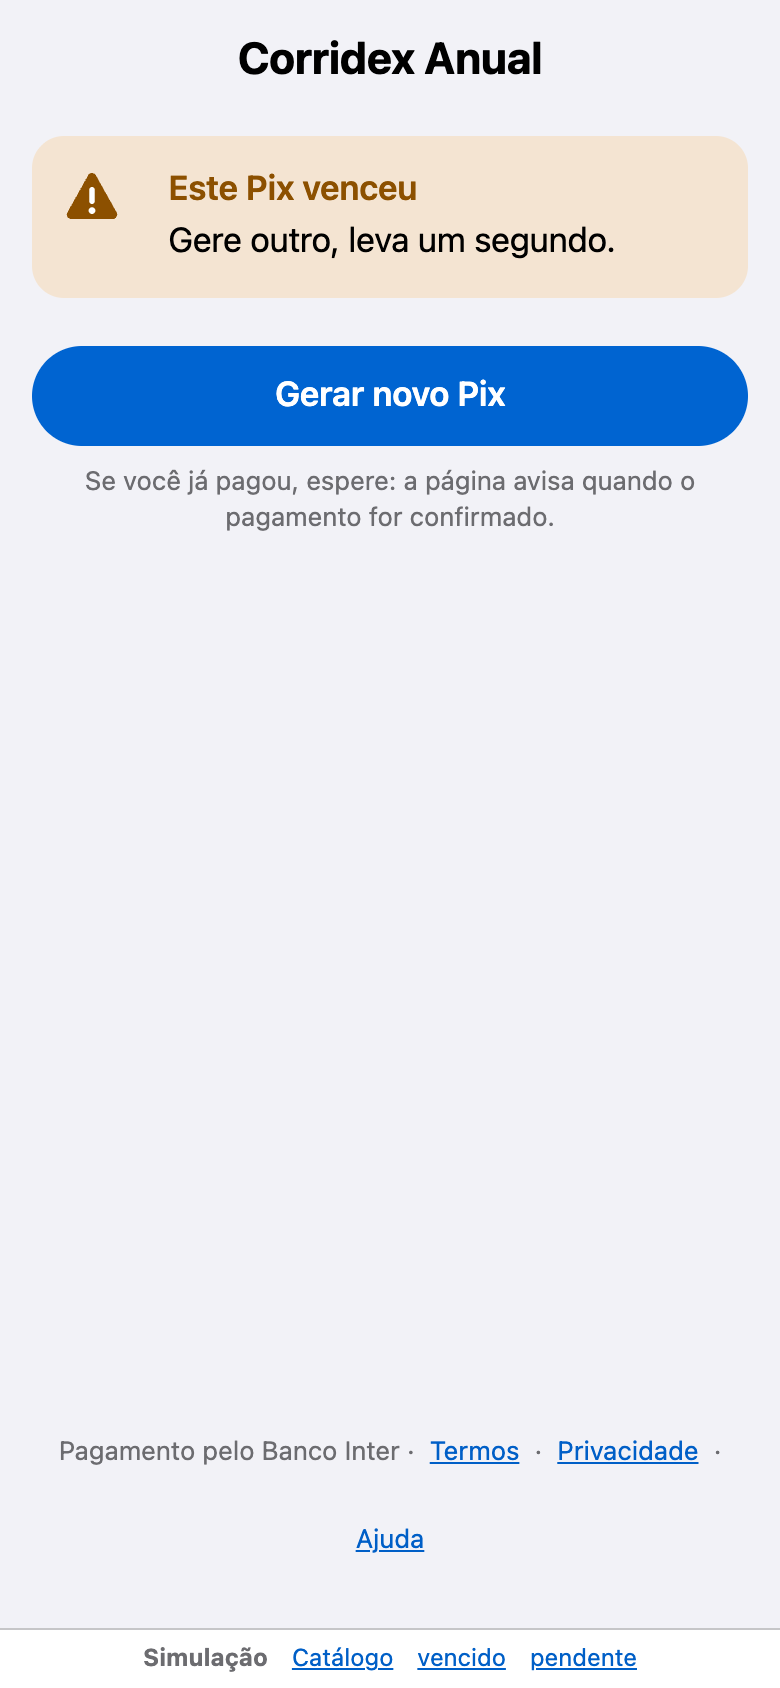 Corridex Anual
Este Pix venceu
Gere outro, leva um segundo.
Gerar novo Pix
Se você já pagou, espere: a página avisa quando o
pagamento for confirmado.
Pagamento pelo Banco Inter · Termos · Privacidade ·
Ajuda
Simulação Catálogo vencido pendente